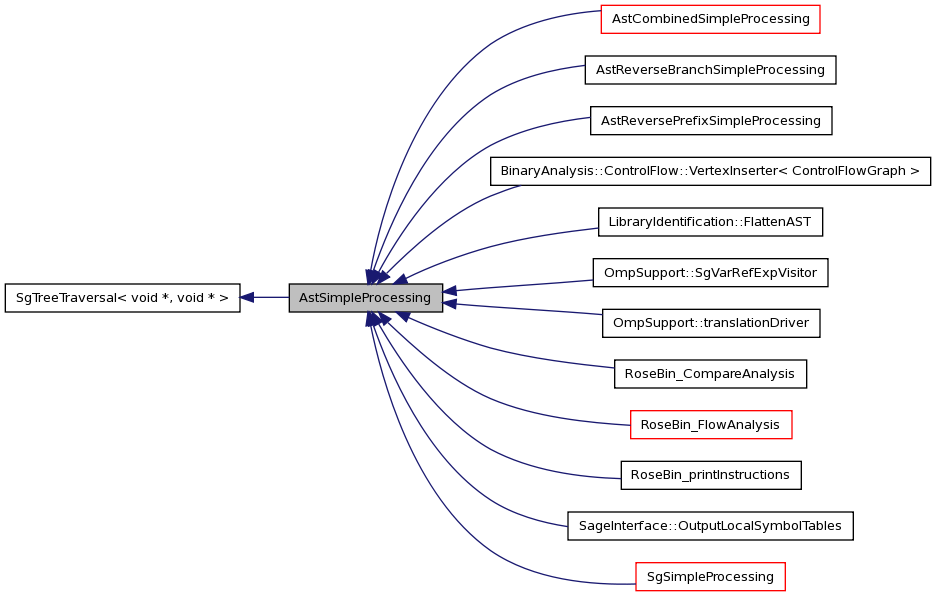 AstCombinedSimpleProcessing
AstReverseBranchSimpleProcessing
AstReversePrefixSimpleProcessing
BinaryAnalysis::ControlFlow::VertexInserter< ControlFlowGraph >
LibraryIdentification::FlattenAST
OmpSupport::SgVarRefExpVisitor
SgTreeTraversal< void *, void * >
AstSimpleProcessing
OmpSupport::translationDriver
RoseBin_CompareAnalysis
RoseBin_FlowAnalysis
RoseBin_printInstructions
SageInterface::OutputLocalSymbolTables
SgSimpleProcessing